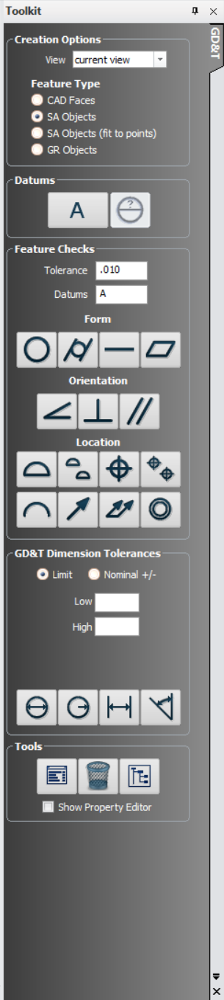 Toolkit
GD&T
Creation Options
View current view
Feature Type
CAD Faces
SA Objects
SA Objects (fit to points)
GR Objects
Datums
A ?
Feature Checks
Tolerance .010
Datums A
Form
Orientation
Location
GD&T Dimension Tolerances
Limit Nominal +/-
Low
High
Tools
Show Property Editor